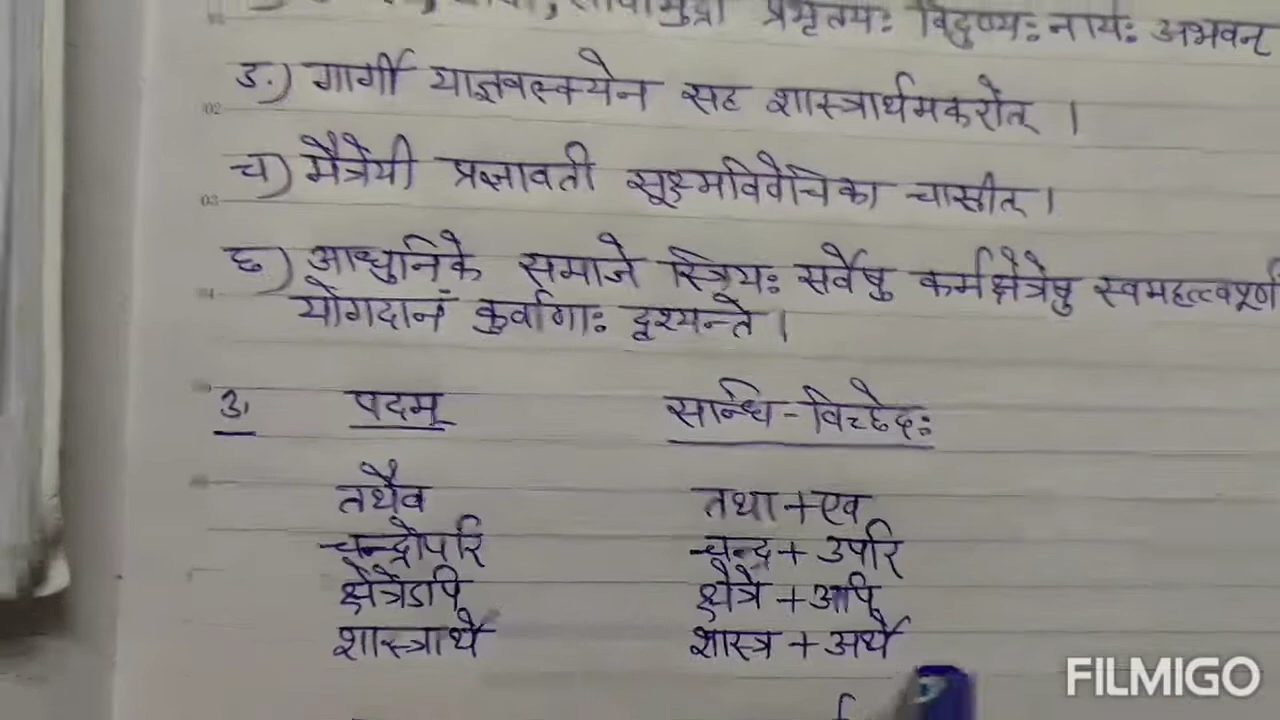 प्रभृतयः विदुष्यः नार्यः अभवन्
ङ.) गार्गी याज्ञवल्क्येन सह शास्त्रार्थमकरोत् ।
च) मैत्रेयी प्रज्ञावती सूक्ष्मविवेचिका चासीत् ।
छ) आधुनिके समाजे स्त्रियः सर्वेषु कर्मक्षेत्रेषु स्वमहत्वपूर्ण
योगदानं कुर्वाणाः दृश्यन्ते ।
3. पदम् सन्धि-विच्छेदः
तथैव तथा + एव
चन्द्रोपरि चन्द्र + उपरि
क्षेत्रेऽपि क्षेत्रे + अपि
शास्त्रार्थे शास्त्र + अर्थे
FILMIGO